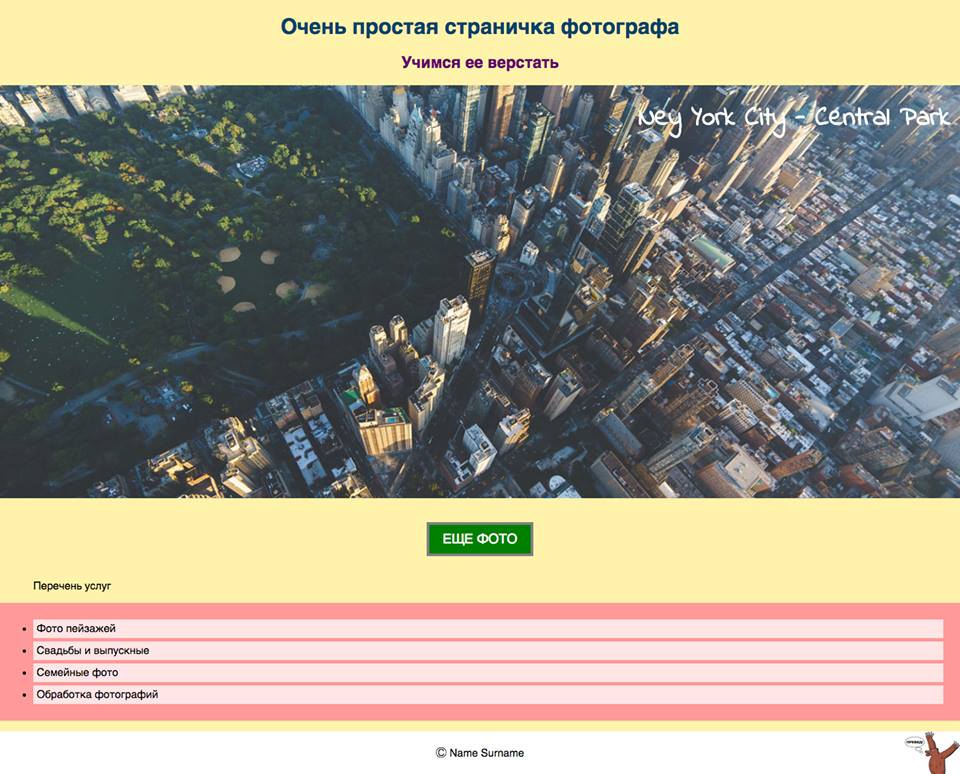 Очень простая страничка фотографа
Учимся ее верстать
Ney York City - Central Park
ЕЩЕ ФОТО
Перечень услуг
Фото пейзажей
Свадьбы и выпускные
Семейные фото
Обработка фотографий
© Name Surname